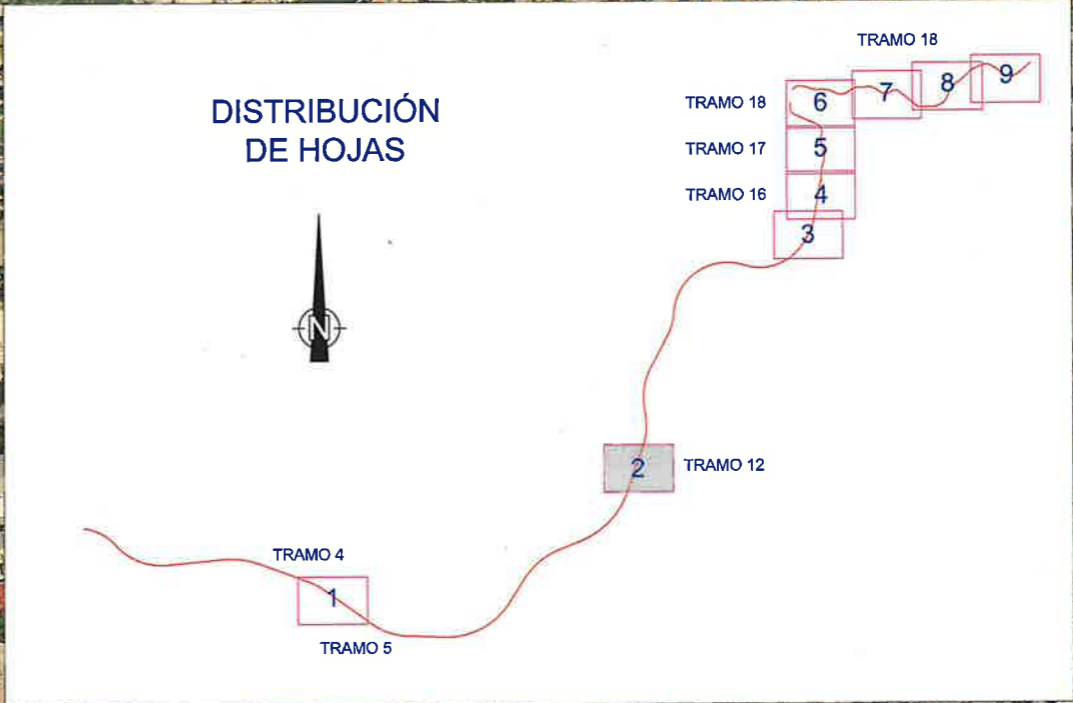 TRAMO 18
DISTRIBUCIÓN
DE HOJAS
TRAMO 18
6
7
8
9
TRAMO 17
5
TRAMO 16
4
3
N
2
TRAMO 12
TRAMO 4
1
TRAMO 5